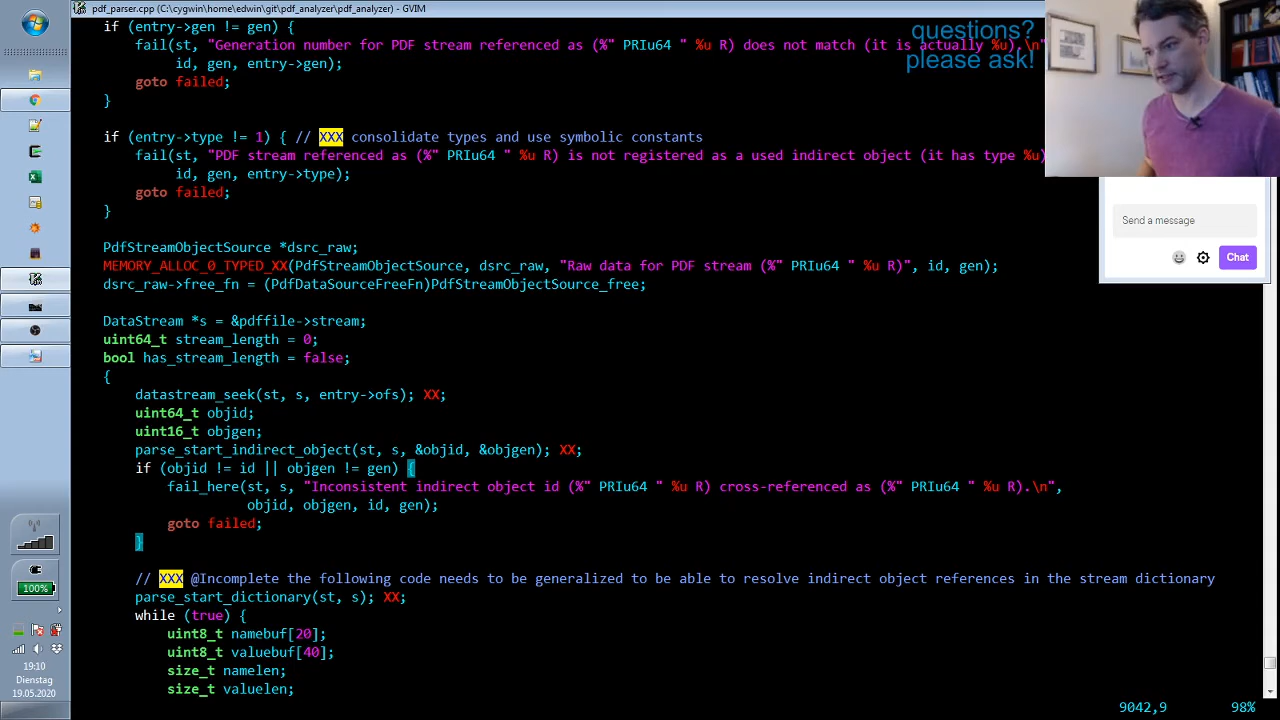 pdf_parser.cpp (C:\cygwin\home\edwin\git\pdf_analyzer\pdf_analyzer) - GVIM
if (entry->gen != gen) {
fail(st, "Generation number for PDF stream referenced as (%" PRIu64 " %u R) does not match (it is actually %u).\n"
id, gen, entry->gen);
goto failed;
}
questions?
please ask!
if (entry->type != 1) { // XXX consolidate types and use symbolic constants
fail(st, "PDF stream referenced as (%" PRIu64 " %u R) is not registered as a used indirect object (it has type %u)
id, gen, entry->type);
goto failed;
}
Send a message
Chat
PdfStreamObjectSource *dsrc_raw;
MEMORY_ALLOC_0_TYPED_XX(PdfStreamObjectSource, dsrc_raw, "Raw data for PDF stream (%" PRIu64 " %u R)", id, gen);
dsrc_raw->free_fn = (PdfDataSourceFreeFn)PdfStreamObjectSource_free;
DataStream *s = &pdffile->stream;
uint64_t stream_length = 0;
bool has_stream_length = false;
{
datastream_seek(st, s, entry->ofs); XX;
uint64_t objid;
uint16_t objgen;
parse_start_indirect_object(st, s, &objid, &objgen); XX;
if (objid != id || objgen != gen) {
fail_here(st, s, "Inconsistent indirect object id (%" PRIu64 " %u R) cross-referenced as (%" PRIu64 " %u R).\n",
objid, objgen, id, gen);
goto failed;
}
// XXX @Incomplete the following code needs to be generalized to be able to resolve indirect object references in the stream dictionary
parse_start_dictionary(st, s); XX;
while (true) {
uint8_t namebuf[20];
uint8_t valuebuf[40];
size_t namelen;
size_t valuelen;
100%
19:10
Dienstag
19.05.2020
9042,9
98%